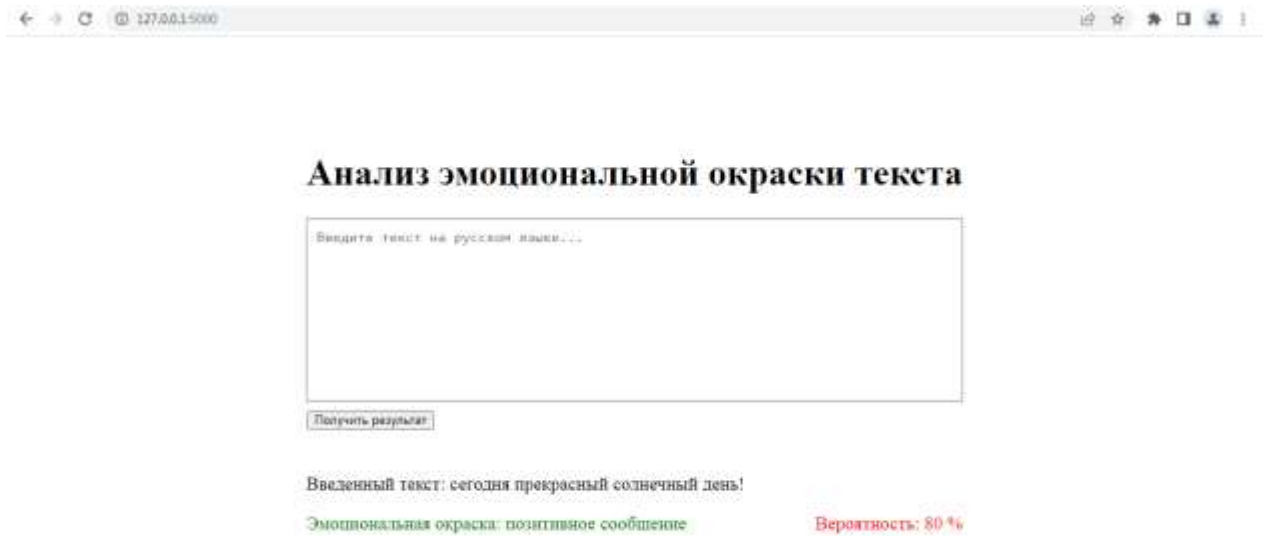 127.0.0.1:5000
Анализ эмоциональной окраски текста
Введите текст на русском языке...
Получить результат
Введенный текст: сегодня прекрасный солнечный день!
Эмоциональная окраска: позитивное сообщение Вероятность: 80 %